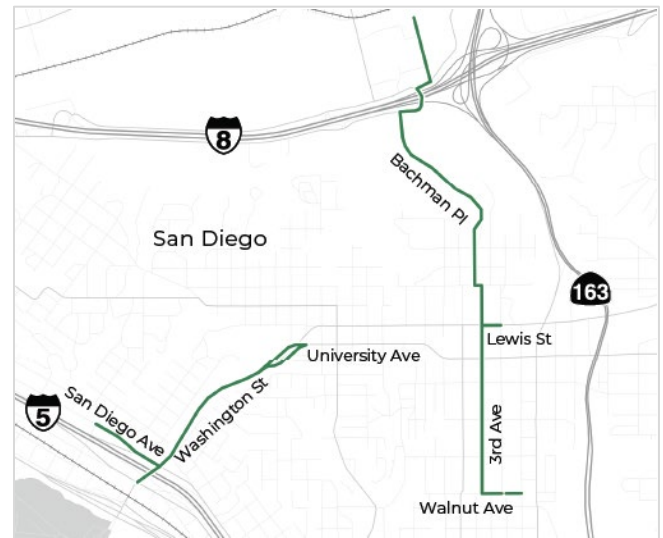 8
Bachman Pl
San Diego
163
Lewis St
University Ave
San Diego Ave
Washington St
5
3rd Ave
Walnut Ave